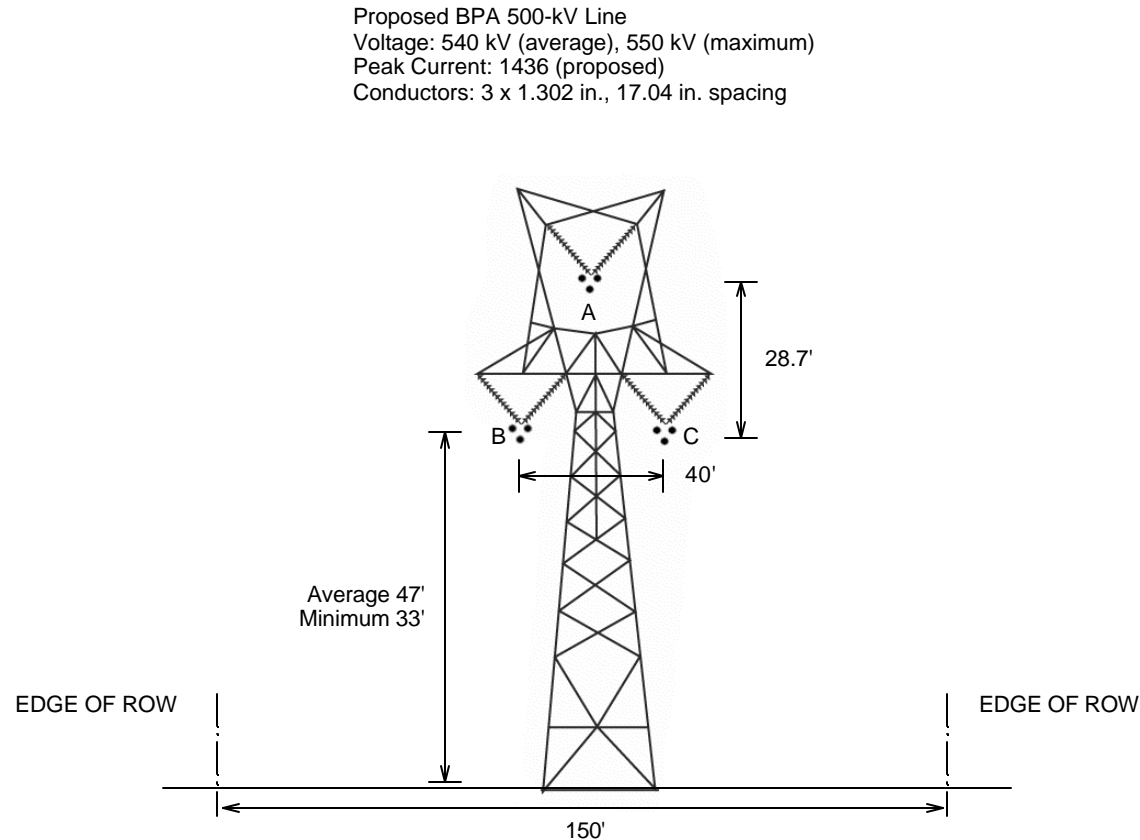 Proposed BPA 500-kV Line
Voltage: 540 kV (average), 550 kV (maximum)
Peak Current: 1436 (proposed)
Conductors: 3 x 1.302 in., 17.04 in. spacing
A
28.7'
B
C
40'
Average 47'
Minimum 33'
EDGE OF ROW
EDGE OF ROW
150'